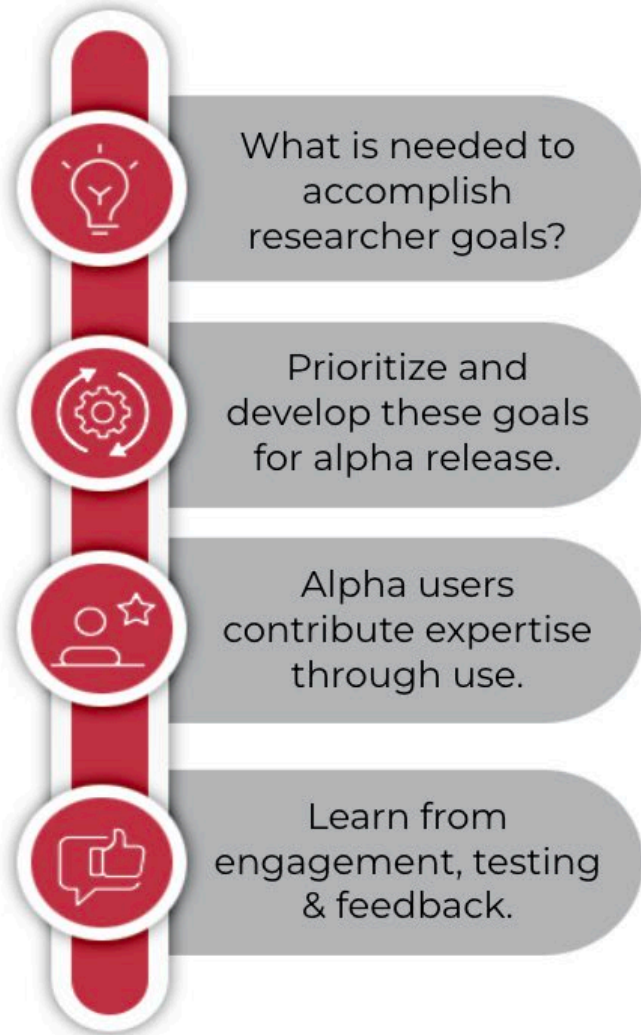 What is needed to
accomplish
researcher goals?
Prioritize and
develop these goals
for alpha release.
Alpha users
contribute expertise
through use.
Learn from
engagement, testing
& feedback.